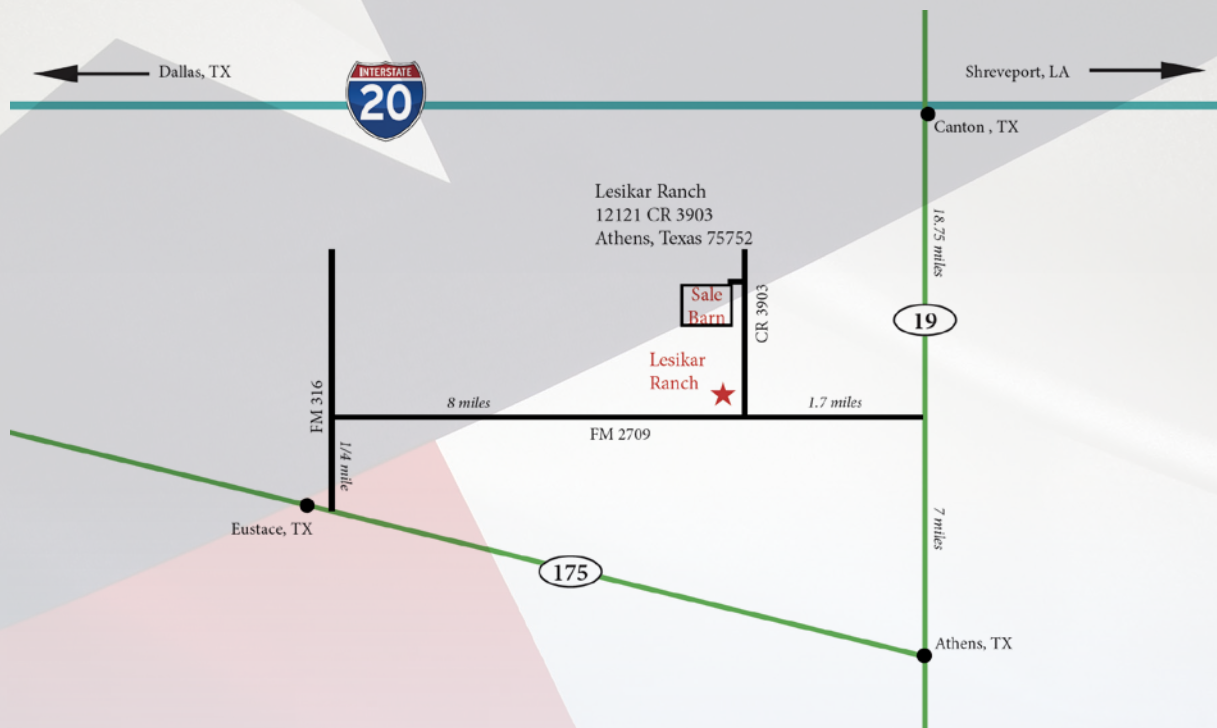 Dallas, TX
INTERSTATE
20
Shreveport, LA
Canton , TX
Lesikar Ranch
12121 CR 3903
Athens, Texas 75752
18.75 miles
Sale
Barn
CR 3903
19
Lesikar
Ranch
FM 316
8 miles
1.7 miles
FM 2709
1/4 mile
Eustace, TX
7 miles
175
Athens, TX